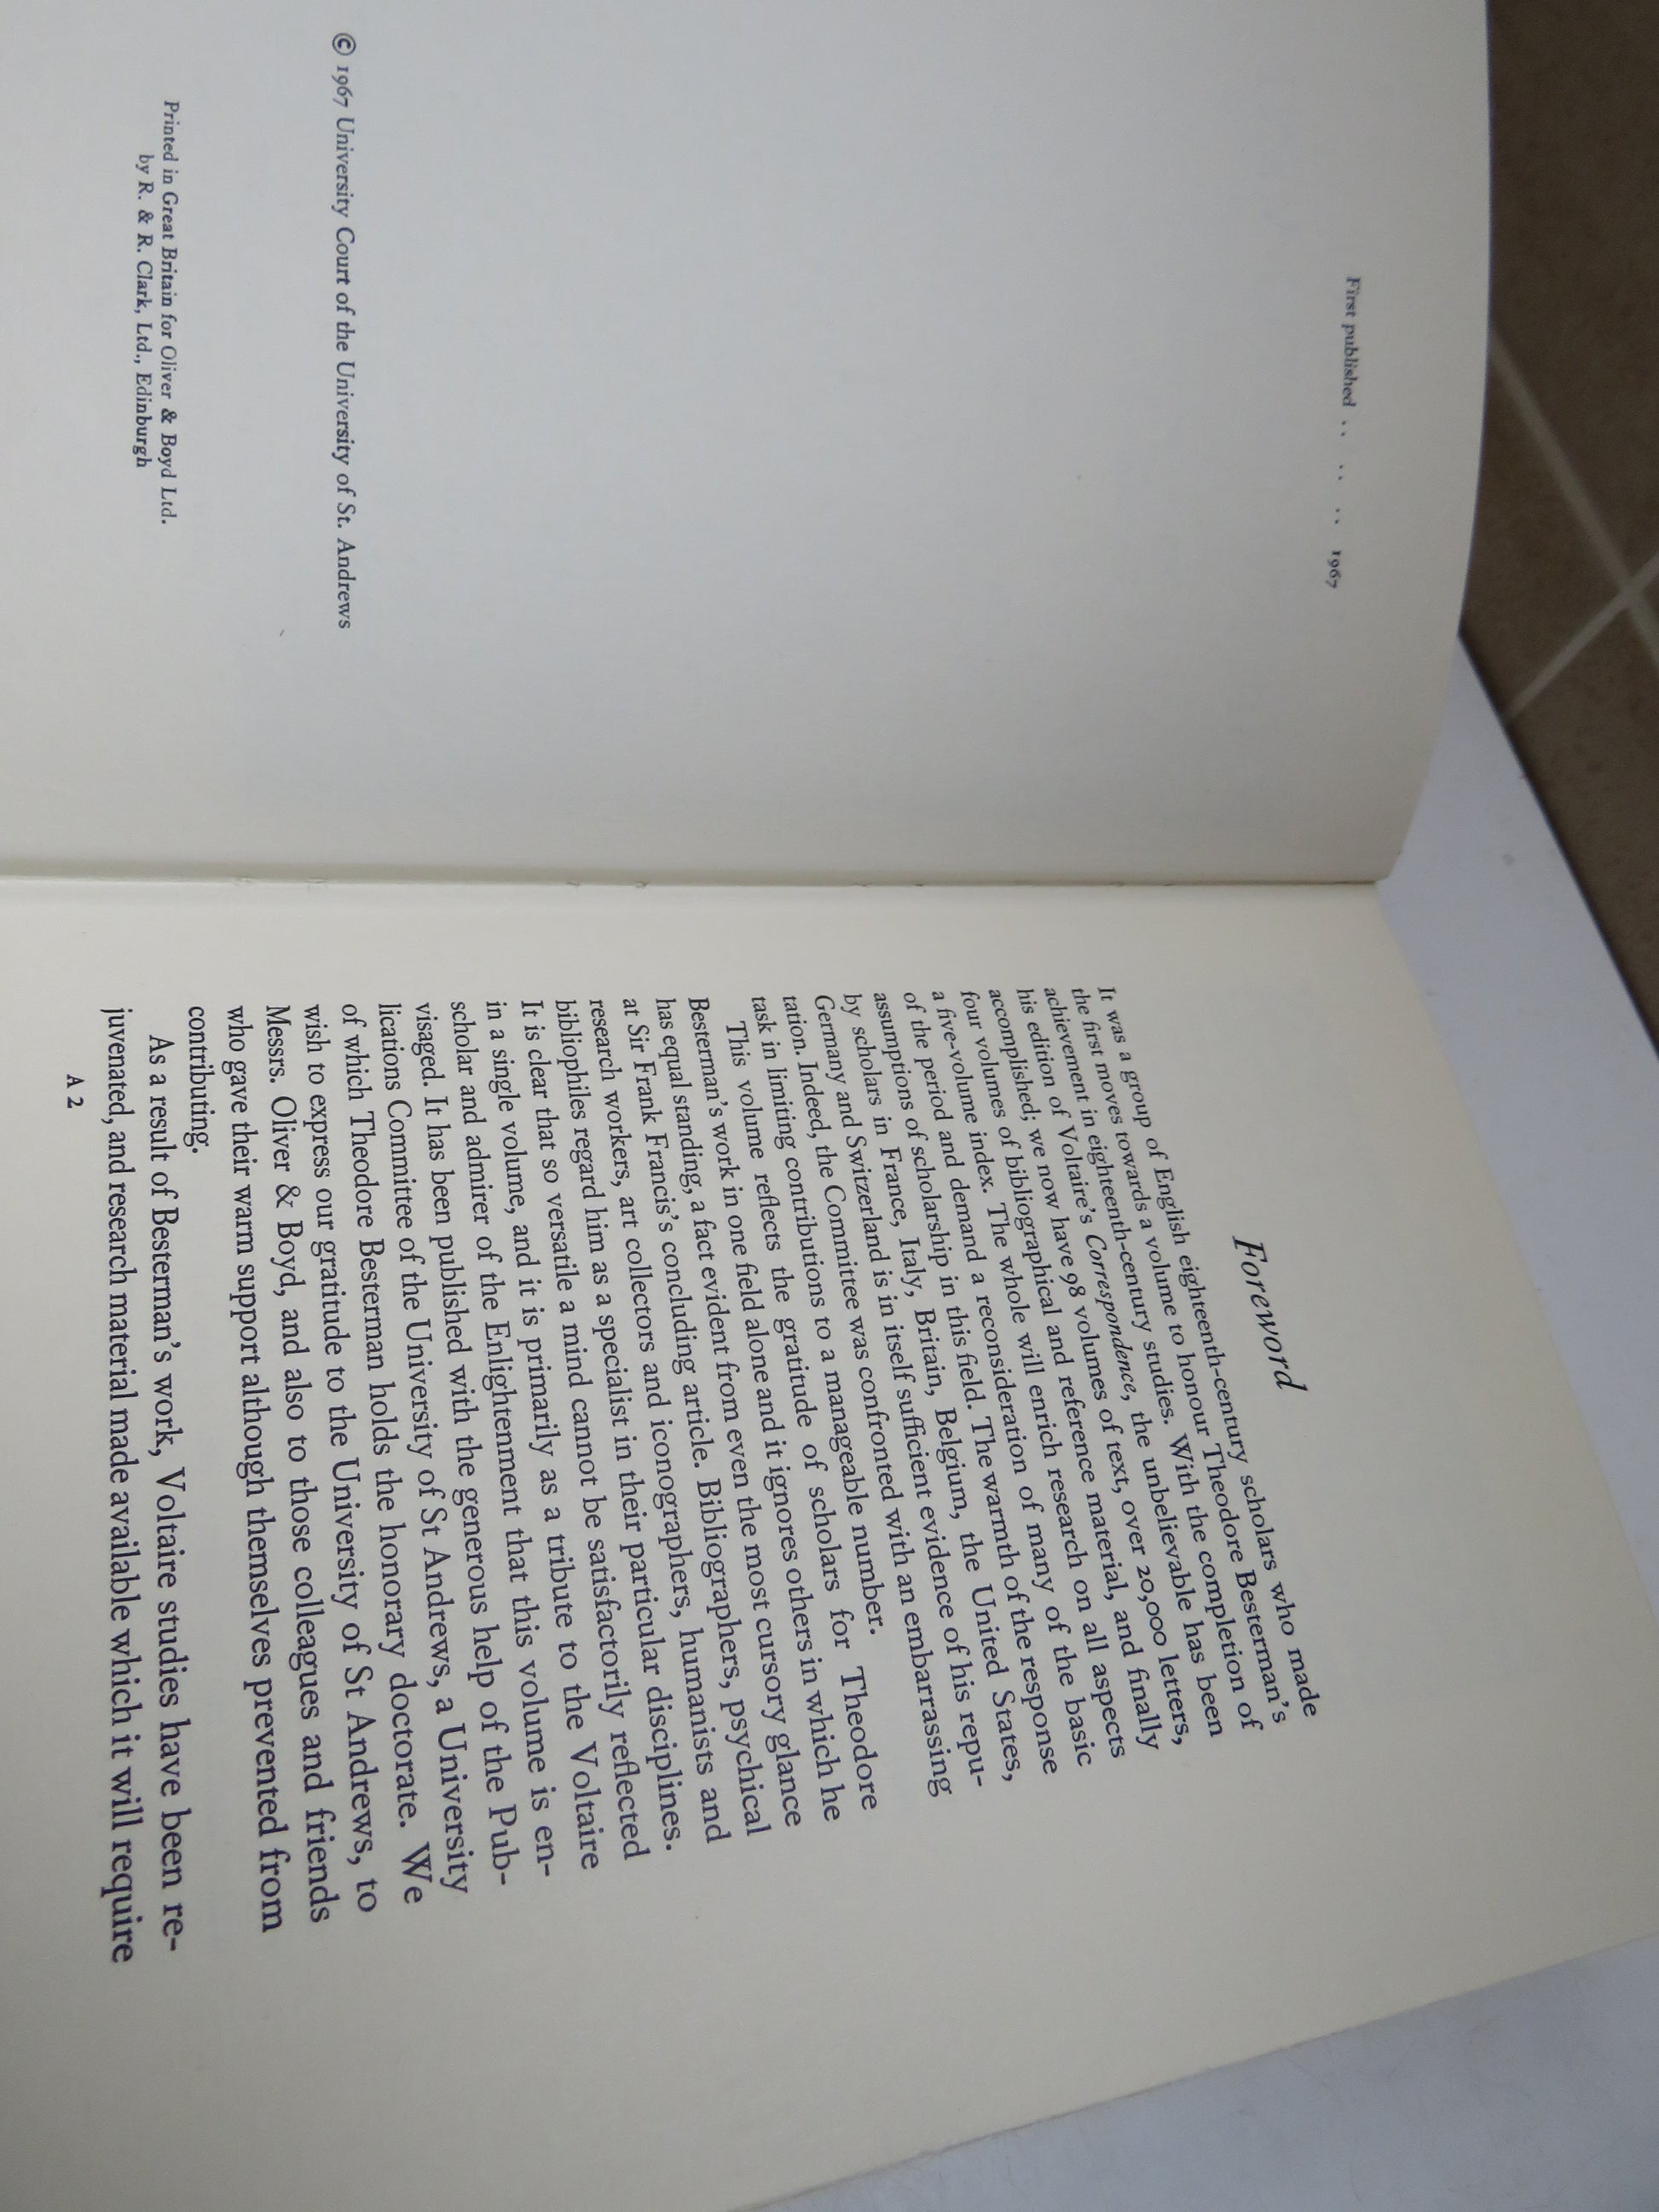 First published .. .. .. 1967
© 1967 University Court of the University of St. Andrews
Printed in Great Britain for Oliver & Boyd Ltd.
by R. & R. Clark, Ltd., Edinburgh
Foreword
It was a group of English eighteenth-century scholars who made
the first moves towards a volume to honour Theodore Besterman's
achievement in eighteenth-century studies. With the completion of
his edition of Voltaire's Correspondence, the unbelievable has been
accomplished; we now have 98 volumes of text, over 20,000 letters,
four volumes of bibliographical and reference material, and finally
a five-volume index. The whole will enrich research on all aspects
of the period and demand a reconsideration of many of the basic
assumptions of scholarship in this field. The warmth of the response
by scholars in France, Italy, Britain, Belgium, the United States,
Germany and Switzerland is in itself sufficient evidence of his repu-
tation. Indeed, the Committee was confronted with an embarrassing
task in limiting contributions to a manageable number.
This volume reflects the gratitude of scholars for Theodore
Besterman's work in one field alone and it ignores others in which he
has equal standing, a fact evident from even the most cursory glance
at Sir Frank Francis's concluding article. Bibliographers, psychical
research workers, art collectors and iconographers, humanists and
bibliophiles regard him as a specialist in their particular disciplines.
It is clear that so versatile a mind cannot be satisfactorily reflected
in a single volume, and it is primarily as a tribute to the Voltaire
scholar and admirer of the Enlightenment that this volume is en-
visaged. It has been published with the generous help of the Pub-
lications Committee of the University of St Andrews, a University
of which Theodore Besterman holds the honorary doctorate. We
wish to express our gratitude to the University of St Andrews, to
Messrs. Oliver & Boyd, and also to those colleagues and friends
who gave their warm support although themselves prevented from
contributing.
As a result of Besterman's work, Voltaire studies have been re-
juvenated, and research material made available which it will require
A 2